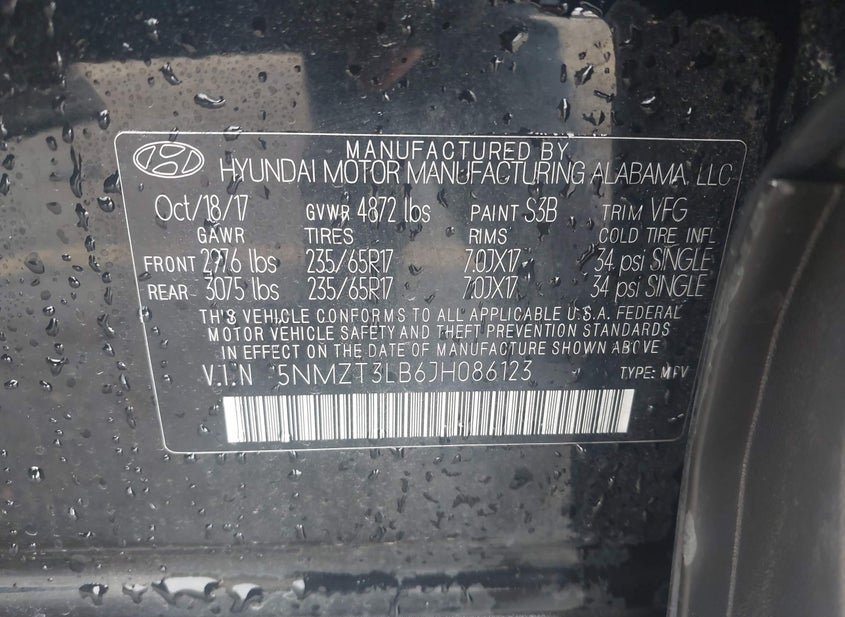 MANUFACTURED BY
HYUNDAI MOTOR MANUFACTURING ALABAMA, LLC
Oct/18/17 GVWR 4872 lbs PAINT S3B TRIM VFG
GAWR TIRES RIMS COLD TIRE INFL
FRONT 2976 lbs 235/65R17 7.0JX17 34 psi SINGLE
REAR 3075 lbs 235/65R17 7.0JX17 34 psi SINGLE
TH'S VEHICLE CONFORMS TO ALL APPLICABLE U.S.A. FEDERAL
MOTOR VEHICLE SAFETY AND THEFT PREVENTION STANDARDS
IN EFFECT ON THE DATE OF MANUFACTURE SHOWN ABOVE
V.I.N 5NMZT3LB6JH086123 TYPE: MPV